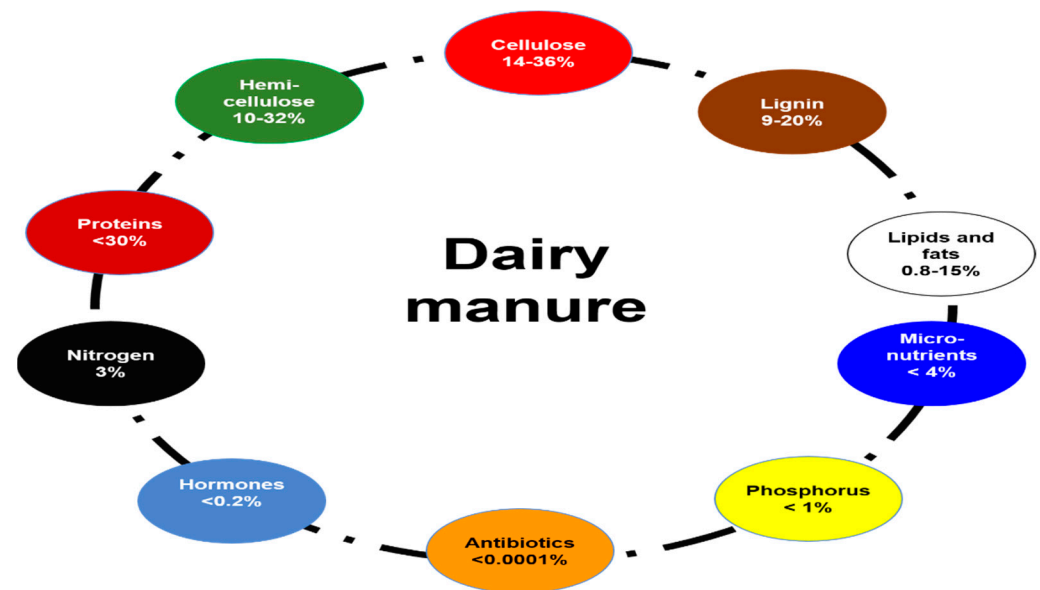 Cellulose
14-36%
Lignin
9-20%
Lipids and
fats
0.8-15%
Micro-
nutrients
< 4%
Phosphorus
< 1%
Antibiotics
<0.0001%
Hormones
<0.2%
Nitrogen
3%
Proteins
<30%
Hemi-
cellulose
10-32%
Dairy
manure